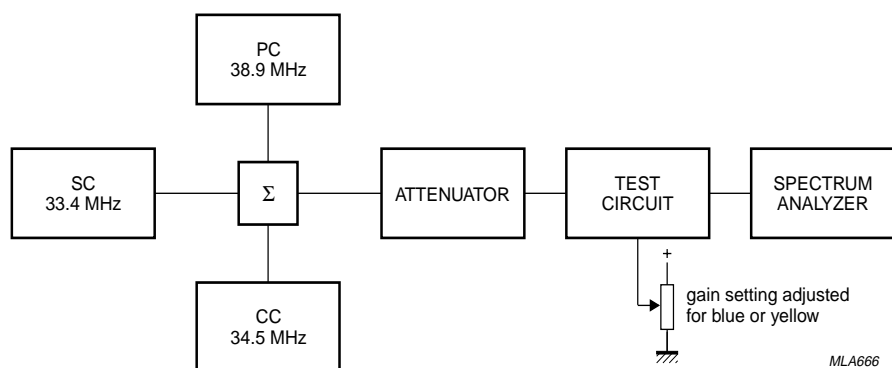 PC
38.9 MHz
SC
33.4 MHz
Σ
ATTENUATOR
TEST
CIRCUIT
SPECTRUM
ANALYZER
CC
34.5 MHz
+
gain setting adjusted
for blue or yellow
MLA666